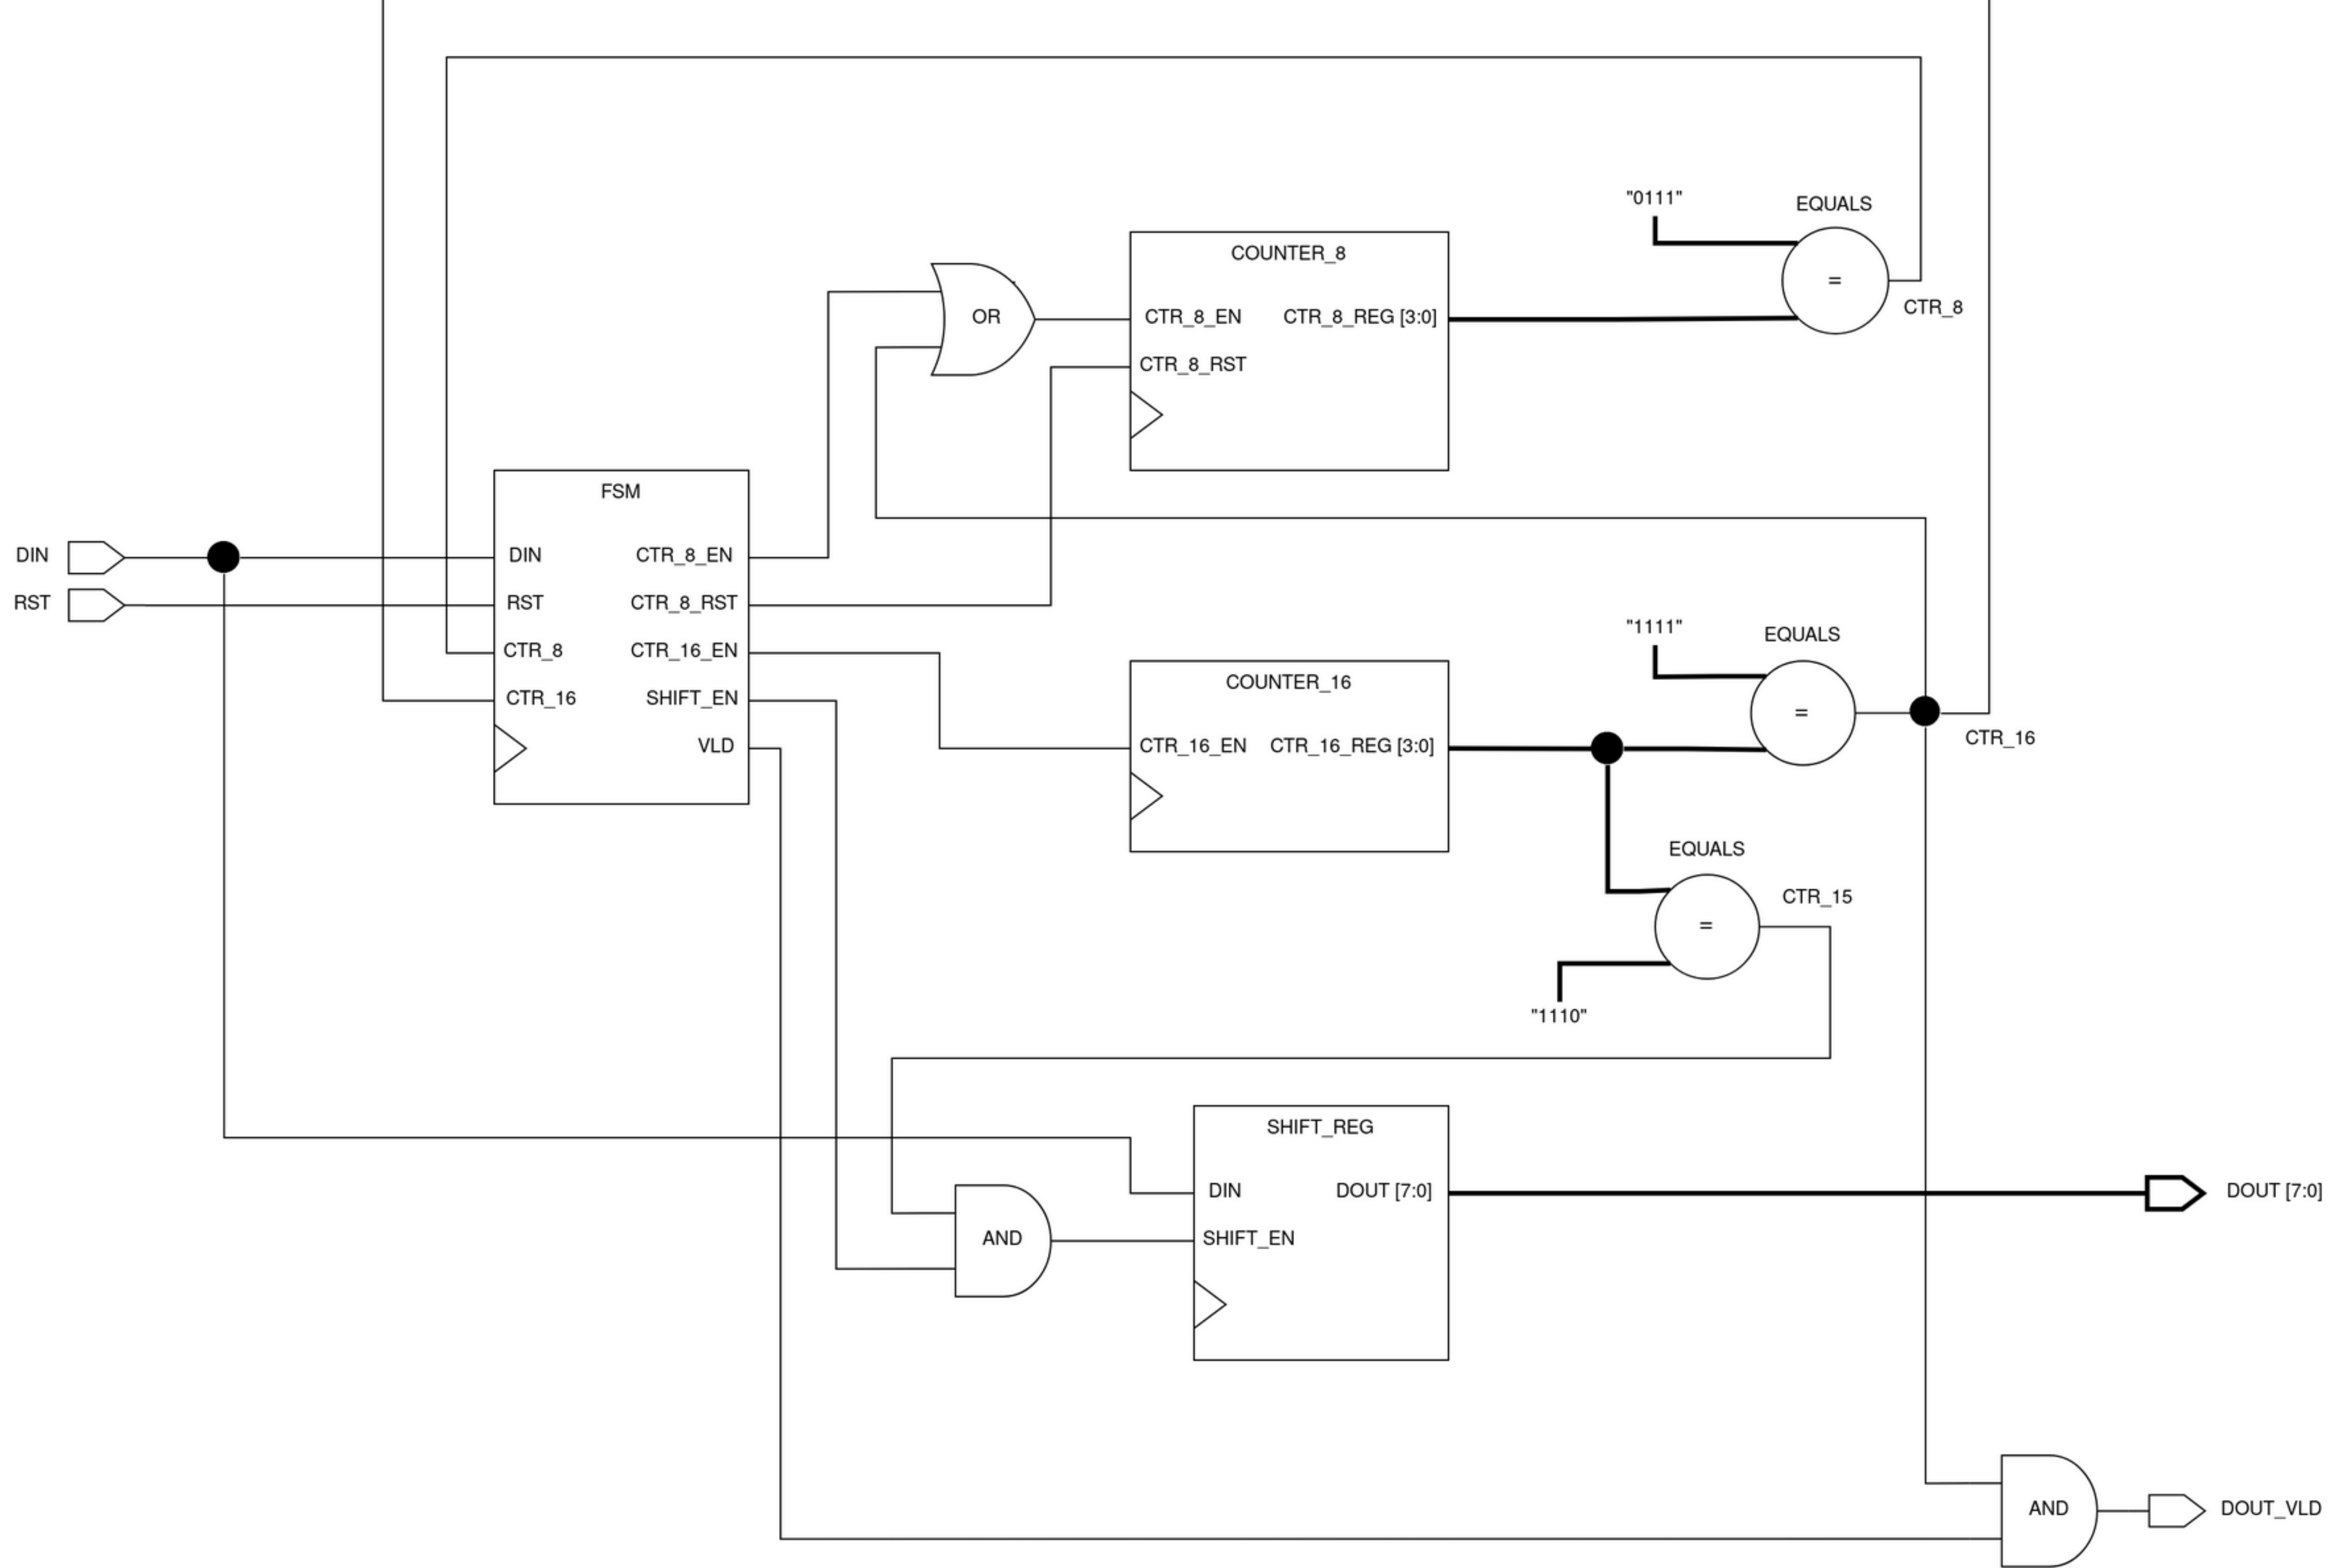 "0111"
EQUALS
=
CTR_8
COUNTER_8
CTR_8_EN
CTR_8_REG [3:0]
CTR_8_RST
OR
FSM
DIN
RST
DIN
RST
CTR_8
CTR_16
CTR_8_EN
CTR_8_RST
CTR_16_EN
SHIFT_EN
VLD
"1111"
EQUALS
=
CTR_16
COUNTER_16
CTR_16_EN
CTR_16_REG [3:0]
EQUALS
=
CTR_15
"1110"
SHIFT_REG
DIN
DOUT [7:0]
SHIFT_EN
AND
DOUT [7:0]
AND
DOUT_VLD